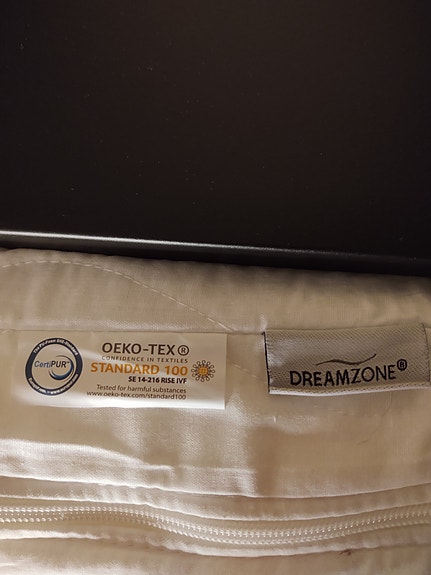 CertiPUR™
OEKO-TEX®
CONFIDENCE IN TEXTILES
STANDARD 100
SE 14-216 RISE IVF
Tested for harmful substances
www.oeko-tex.com/standard100
DREAMZONE®